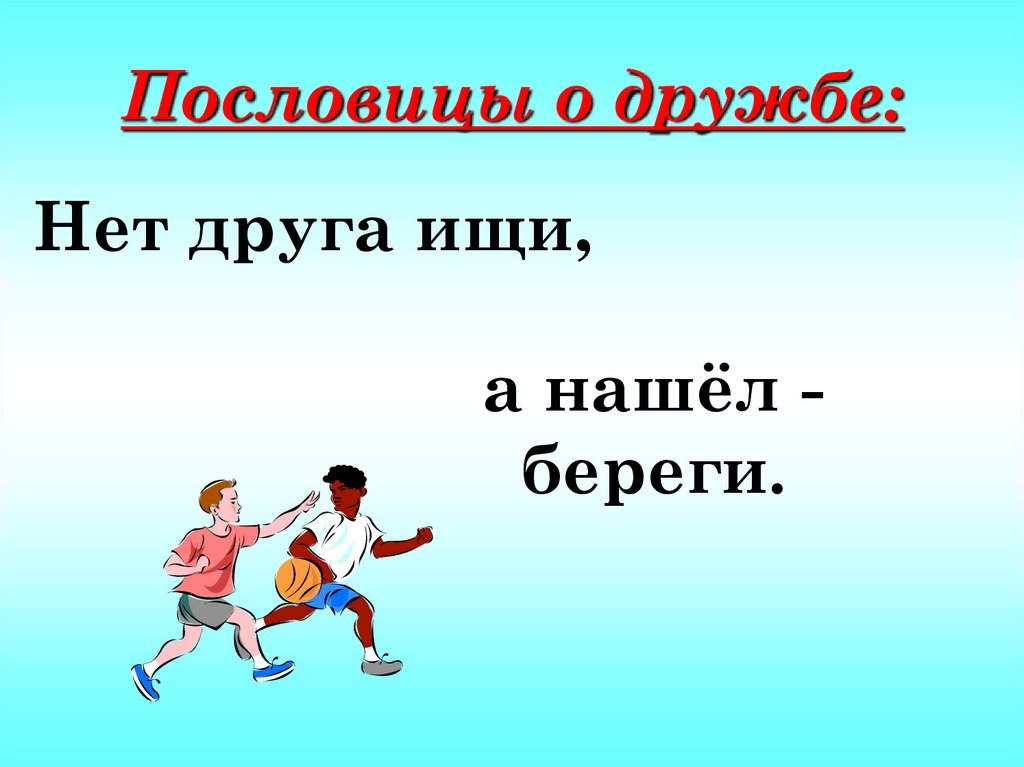 Пословицы о дружбе:
Нет друга ищи,
а нашёл -
береги.